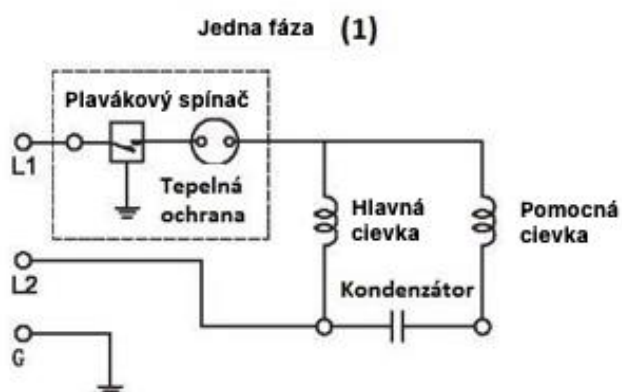 Jedna fáza (1)
Plavákový spínač
L1
Tepelná
ochrana
Hlavná
cievka
Pomocná
cievka
L2
Kondenzátor
G